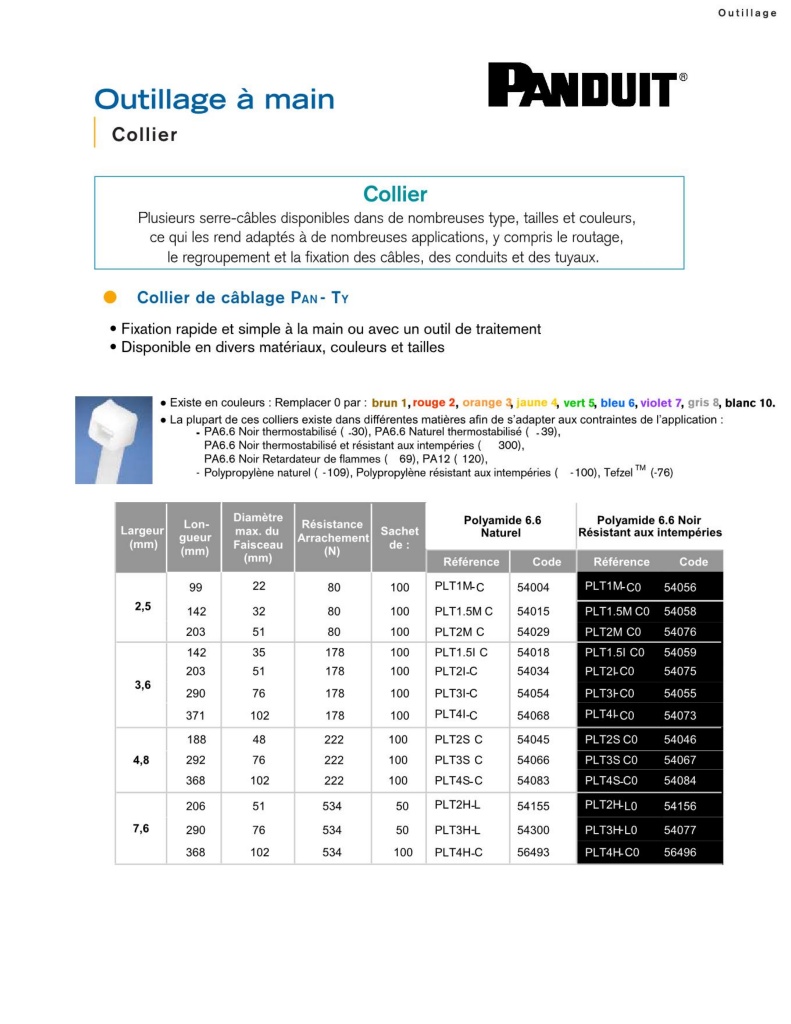 Outillage
PANDUIT®
Outillage à main
Collier
Collier
Plusieurs serre-câbles disponibles dans de nombreuses type, tailles et couleurs,
ce qui les rend adaptés à de nombreuses applications, y compris le routage,
le regroupement et la fixation des câbles, des conduits et des tuyaux.
Collier de câblage PAN - TY
• Fixation rapide et simple à la main ou avec un outil de traitement
• Disponible en divers matériaux, couleurs et tailles
● Existe en couleurs : Remplacer 0 par : brun 1, rouge 2, orange 3, jaune 4, vert 5, bleu 6, violet 7, gris 8, blanc 10.
● La plupart de ces colliers existe dans différentes matières afin de s'adapter aux contraintes de l'application :
- PA6.6 Noir thermostabilisé ( -30), PA6.6 Naturel thermostabilisé ( -39),
PA6.6 Noir thermostabilisé et résistant aux intempéries ( 300),
PA6.6 Noir Retardateur de flammes ( 69), PA12 ( 120),
- Polypropylène naturel ( -109), Polypropylène résistant aux intempéries ( -100), Tefzel TM (-76)
Largeur (mm) Lon-gueur (mm) Diamètre max. du Faisceau (mm) Résistance Arrachement (N) Sachet de : Polyamide 6.6 Naturel Polyamide 6.6 Noir Résistant aux intempéries
Référence Code Référence Code
2,5
99 22 80 100 PLT1M-C 54004 PLT1M-C0 54056
142 32 80 100 PLT1.5M C 54015 PLT1.5M C0 54058
203 51 80 100 PLT2M C 54029 PLT2M C0 54076
3,6
142 35 178 100 PLT1.5I C 54018 PLT1.5I C0 54059
203 51 178 100 PLT2I-C 54034 PLT2I-C0 54075
290 76 178 100 PLT3I-C 54054 PLT3I-C0 54055
371 102 178 100 PLT4I-C 54068 PLT4I-C0 54073
4,8
188 48 222 100 PLT2S C 54045 PLT2S C0 54046
292 76 222 100 PLT3S C 54066 PLT3S C0 54067
368 102 222 100 PLT4S-C 54083 PLT4S-C0 54084
7,6
206 51 534 50 PLT2H-L 54155 PLT2H-L0 54156
290 76 534 50 PLT3H-L 54300 PLT3H-L0 54077
368 102 534 100 PLT4H-C 56493 PLT4H-C0 56496